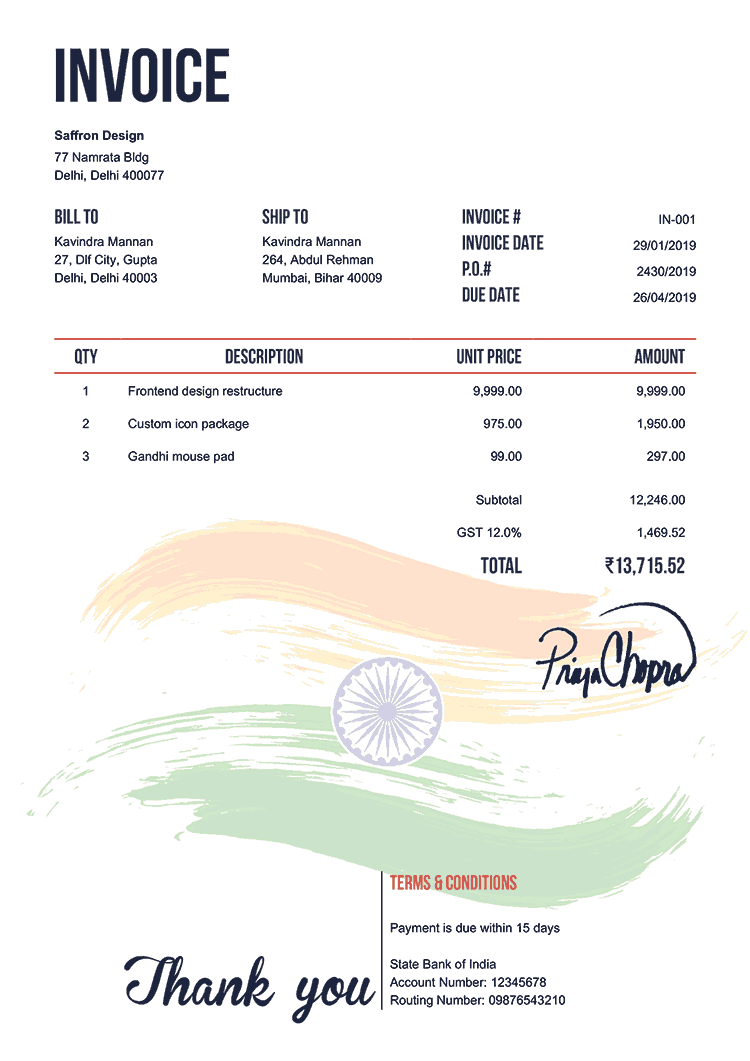 INVOICE
Saffron Design
77 Namrata Bldg
Delhi, Delhi 400077
BILL TO
Kavindra Mannan
27, Dlf City, Gupta
Delhi, Delhi 40003
SHIP TO
Kavindra Mannan
264, Abdul Rehman
Mumbai, Bihar 40009
INVOICE # IN-001
INVOICE DATE 29/01/2019
P.O.# 2430/2019
DUE DATE 26/04/2019
QTY DESCRIPTION UNIT PRICE AMOUNT
1 Frontend design restructure 9,999.00 9,999.00
2 Custom icon package 975.00 1,950.00
3 Gandhi mouse pad 99.00 297.00
Subtotal 12,246.00
GST 12.0% 1,469.52
TOTAL ₹13,715.52
Priya Chopra
TERMS & CONDITIONS
Payment is due within 15 days
State Bank of India
Account Number: 12345678
Routing Number: 09876543210
Thank you